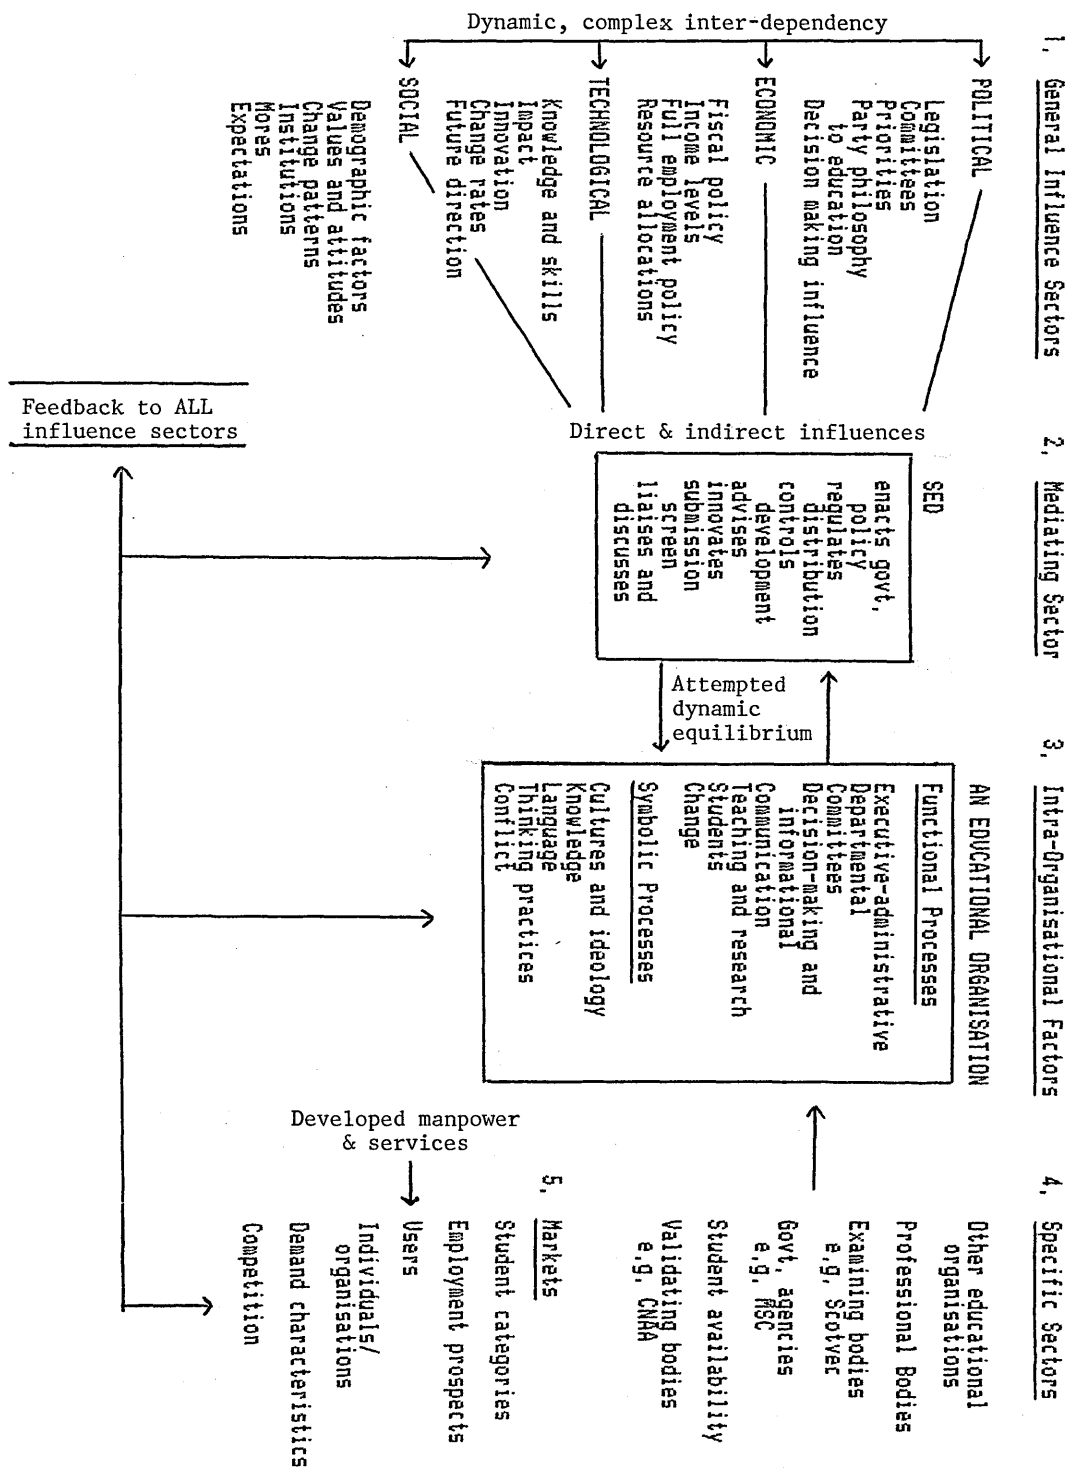 Dynamic, complex inter-dependency
1. General Influence Sectors
POLITICAL
Legislation
Committees
Priorities
Party philosophy
to education
Decision making influence
ECONOMIC
Fiscal policy
Income levels
Full employment policy
Resource allocations
TECHNOLOGICAL
Knowledge and skills
Impact
Innovation
Change rates
Future direction
SOCIAL
Demographic factors
Values and attitudes
Change patterns
Institutions
Mores
Expectations
Direct & indirect influences
Feedback to ALL
influence sectors
2. Mediating Sector
SED
enacts govt.
policy
regulates
distribution
controls
development
advises
innovates
submission
screen
liaises and
discusses
Attempted
dynamic
equilibrium
3. Intra-Organisational Factors
AN EDUCATIONAL ORGANISATION
Functional Processes
Executive-administrative
Departmental
Committees
Decision-making and
informational
Communication
Teaching and research
Students
Change
Symbolic Processes
Cultures and ideology
Knowledge
Language
Thinking practices
Conflict
4. Specific Sectors
Other educational
organisations
Professional Bodies
Examining bodies
e.g. Scotvec
Govt. agencies
e.g. MSC
Student availability
Validating bodies
e.g. CNAA
Developed manpower
& services
5. Markets
Student categories
Employment prospects
Users
Individuals/
organisations
Demand characteristics
Competition